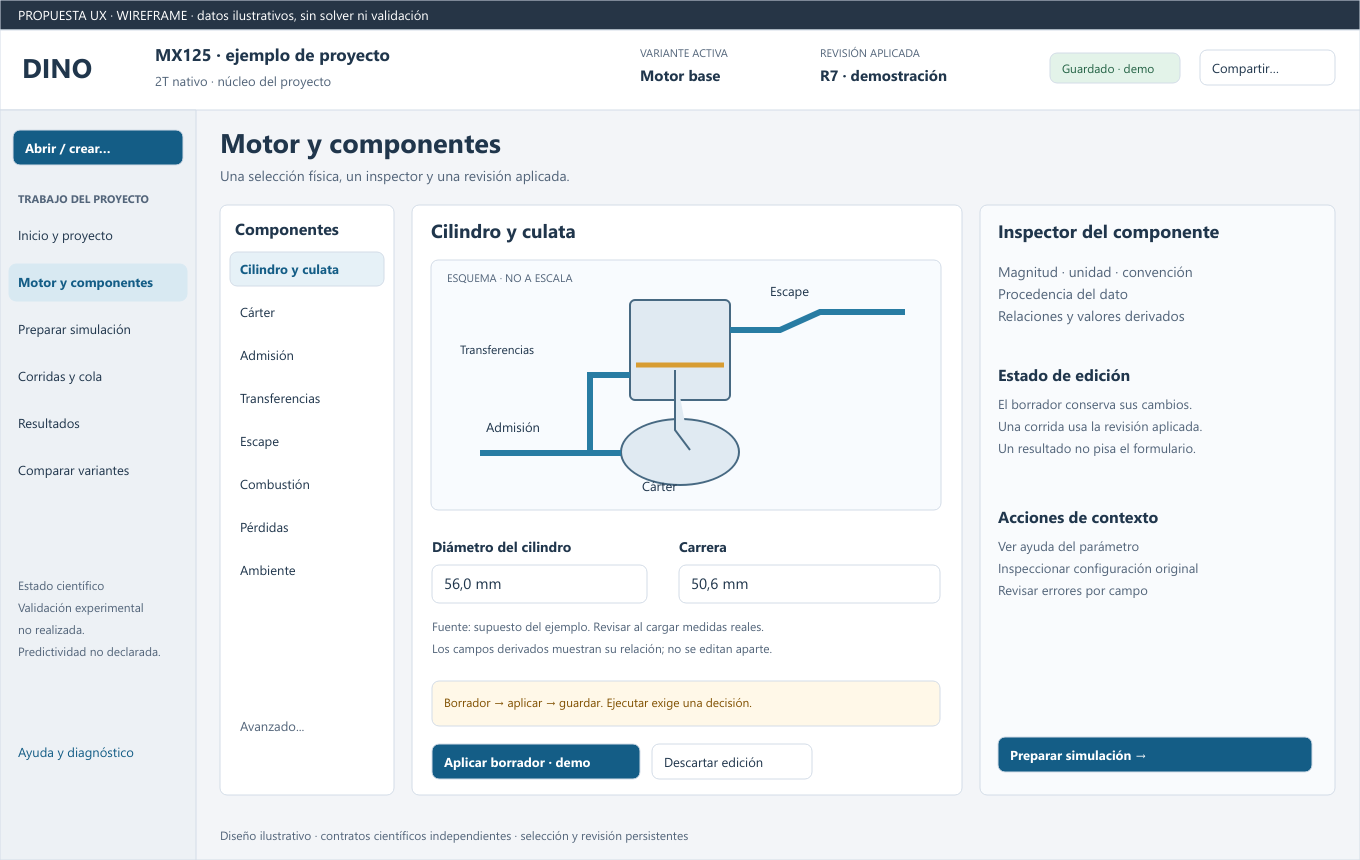 PROPUESTA UX · WIREFRAME · datos ilustrativos, sin solver ni validación
DINO
MX125 · ejemplo de proyecto
2T nativo · núcleo del proyecto
VARIANTE ACTIVA
Motor base
REVISIÓN APLICADA
R7 · demostración
Guardado · demo
Compartir...
Abrir / crear...
TRABAJO DEL PROYECTO
Inicio y proyecto
Motor y componentes
Preparar simulación
Corridas y cola
Resultados
Comparar variantes
Estado científico
Validación experimental
no realizada.
Predictividad no declarada.
Ayuda y diagnóstico
Motor y componentes
Una selección física, un inspector y una revisión aplicada.
Componentes
Cilindro y culata
Cárter
Admisión
Transferencias
Escape
Combustión
Pérdidas
Ambiente
Avanzado...
Cilindro y culata
ESQUEMA · NO A ESCALA
Escape
Transferencias
Admisión
Cárter
Diámetro del cilindro
56,0 mm
Carrera
50,6 mm
Fuente: supuesto del ejemplo. Revisar al cargar medidas reales.
Los campos derivados muestran su relación; no se editan aparte.
Borrador → aplicar → guardar. Ejecutar exige una decisión.
Aplicar borrador · demo
Descartar edición
Inspector del componente
Magnitud · unidad · convención
Procedencia del dato
Relaciones y valores derivados
Estado de edición
El borrador conserva sus cambios.
Una corrida usa la revisión aplicada.
Un resultado no pisa el formulario.
Acciones de contexto
Ver ayuda del parámetro
Inspeccionar configuración original
Revisar errores por campo
Preparar simulación →
Diseño ilustrativo · contratos científicos independientes · selección y revisión persistentes